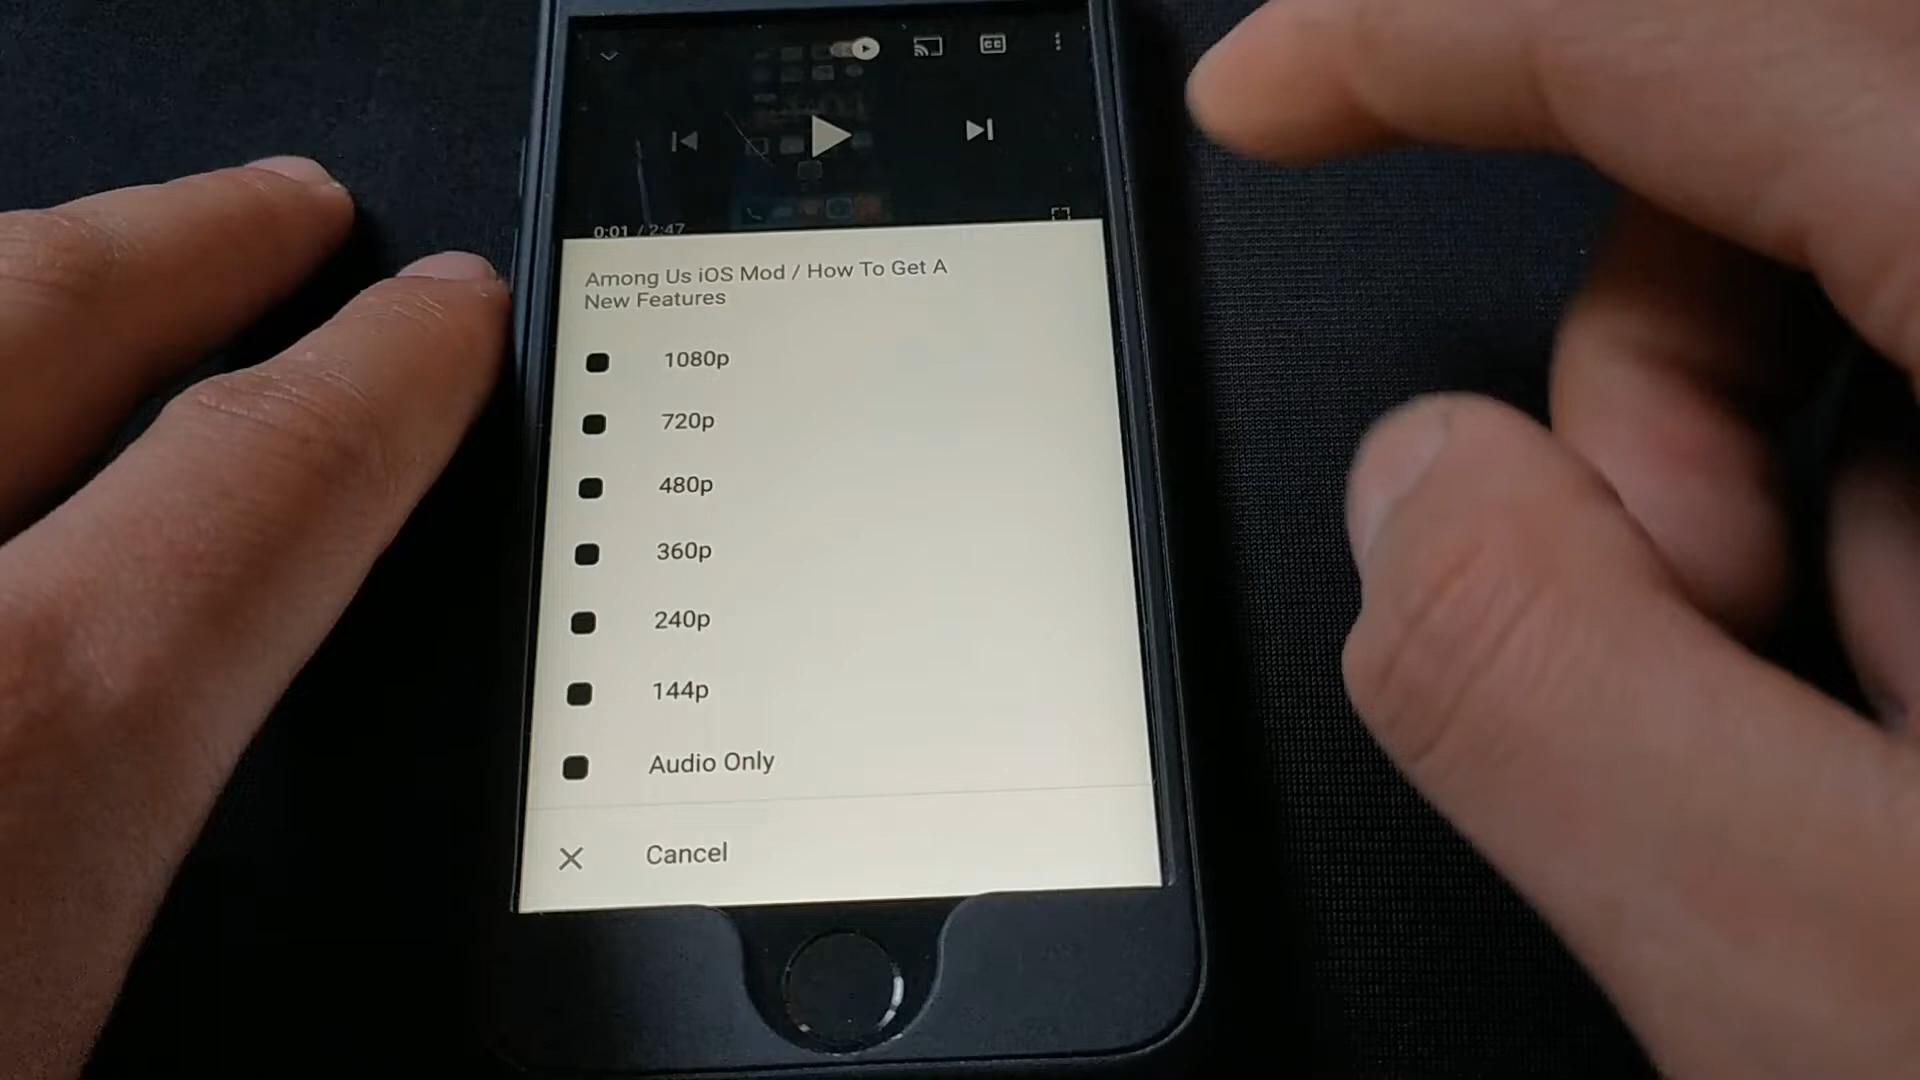 CC
0:01 / 2:47
Among Us iOS Mod / How To Get A
New Features
1080p
720p
480p
360p
240p
144p
Audio Only
Cancel